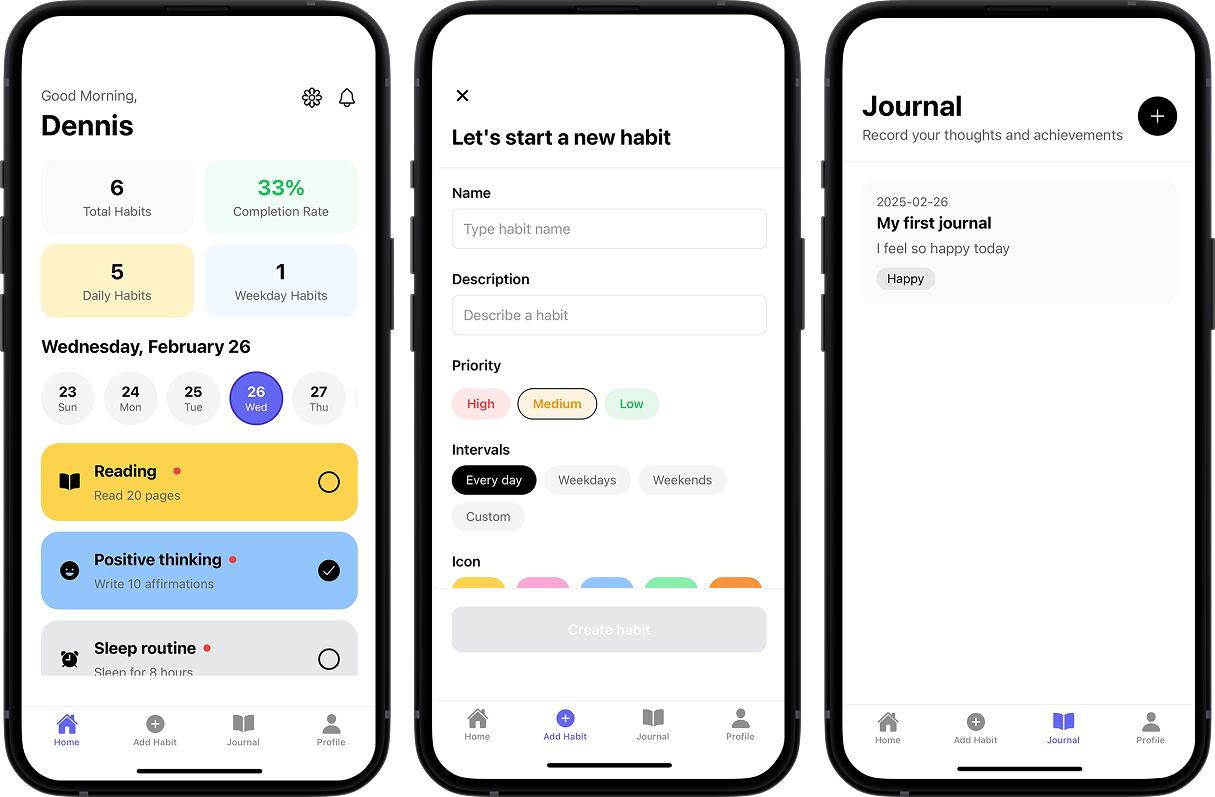 Good Morning,
Dennis
6
Total Habits
33%
Completion Rate
5
Daily Habits
1
Weekday Habits
Wednesday, February 26
23 24 25 26 27
Sun Mon Tue Wed Thu
Reading
Read 20 pages
Positive thinking
Write 10 affirmations
Sleep routine
Sleep for 8 hours
Home Add Habit Journal Profile
Let's start a new habit
Name
Type habit name
Description
Describe a habit
Priority
High Medium Low
Intervals
Every day Weekdays Weekends
Custom
Icon
Create habit
Home Add Habit Journal Profile
Journal
Record your thoughts and achievements
2025-02-26
My first journal
I feel so happy today
Happy
Home Add Habit Journal Profile